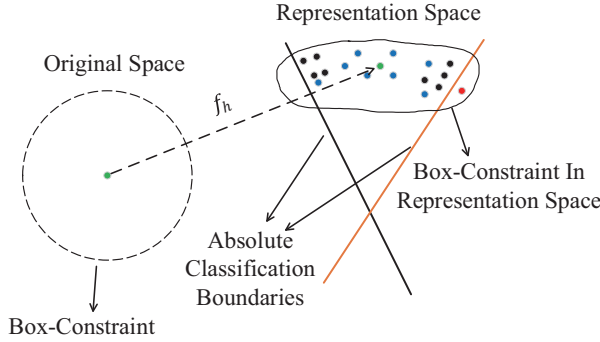 Representation Space
Original Space
f_h
Box-Constraint In
Representation Space
Absolute
Classification
Boundaries
Box-Constraint